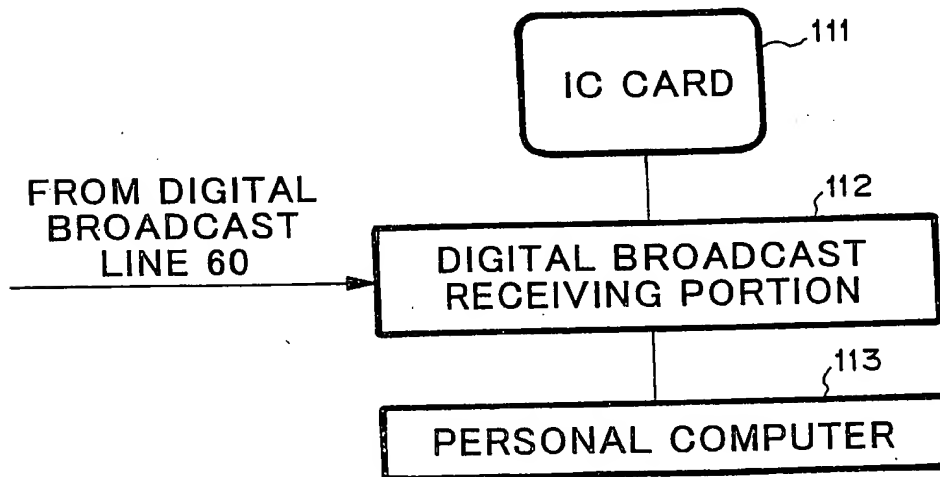 111
IC CARD
FROM DIGITAL
BROADCAST
LINE 60
112
DIGITAL BROADCAST
RECEIVING PORTION
113
PERSONAL COMPUTER